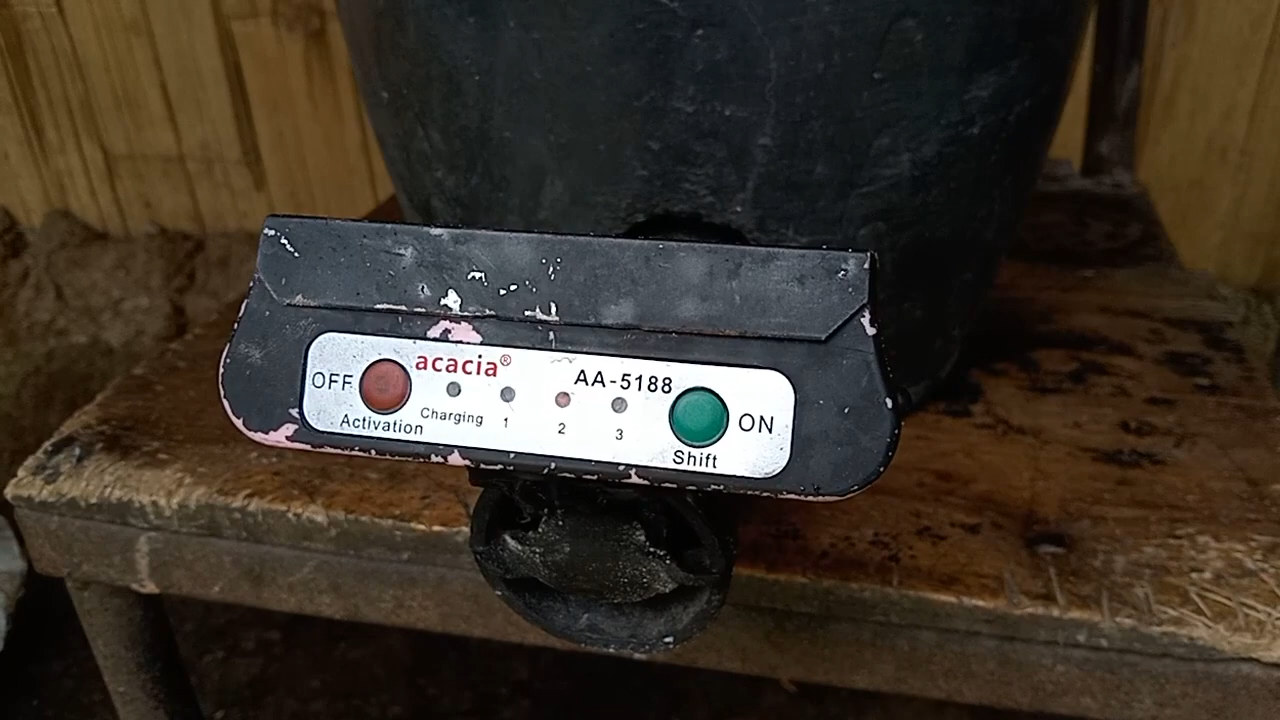 acacia®
AA-5188
OFF
ON
Activation
Charging
1
2
3
Shift